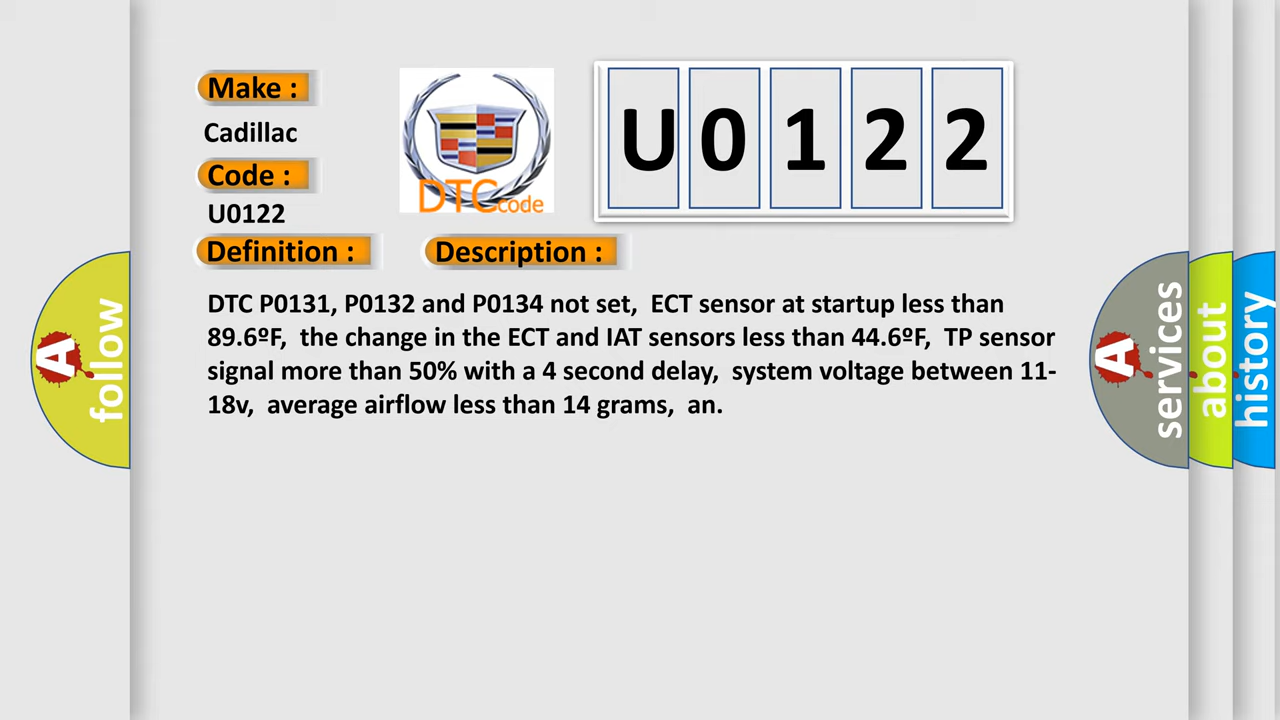 Make :
Cadillac
Code :
U0122
DTC code
U 0 1 2 2
Definition :
Description :
DTC P0131, P0132 and P0134 not set, ECT sensor at startup less than
89.6ºF, the change in the ECT and IAT sensors less than 44.6ºF, TP sensor
signal more than 50% with a 4 second delay, system voltage between 11-
18v, average airflow less than 14 grams, an.
A
follow
A
services
about
history